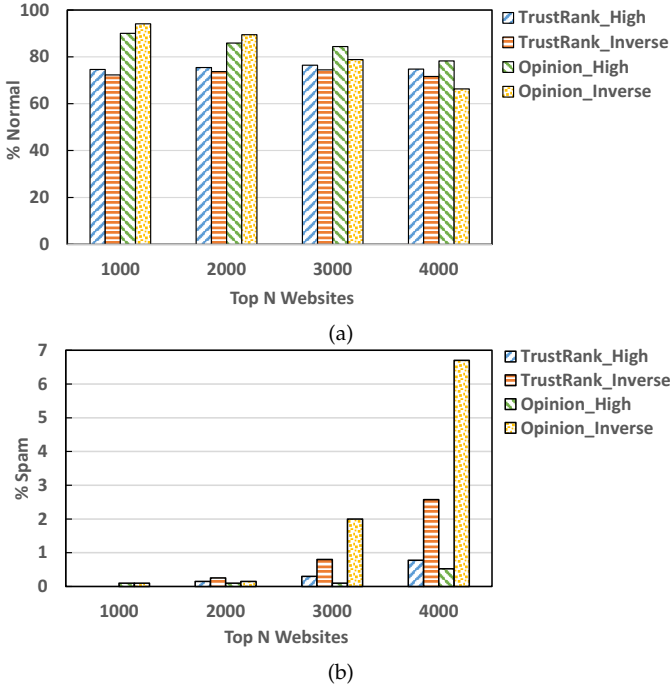 100
80
60
40
20
0
% Normal
1000 2000 3000 4000
Top N Websites
TrustRank_High
TrustRank_Inverse
Opinion_High
Opinion_Inverse
(a)
7
6
5
4
3
2
1
0
% Spam
1000 2000 3000 4000
Top N Websites
TrustRank_High
TrustRank_Inverse
Opinion_High
Opinion_Inverse
(b)